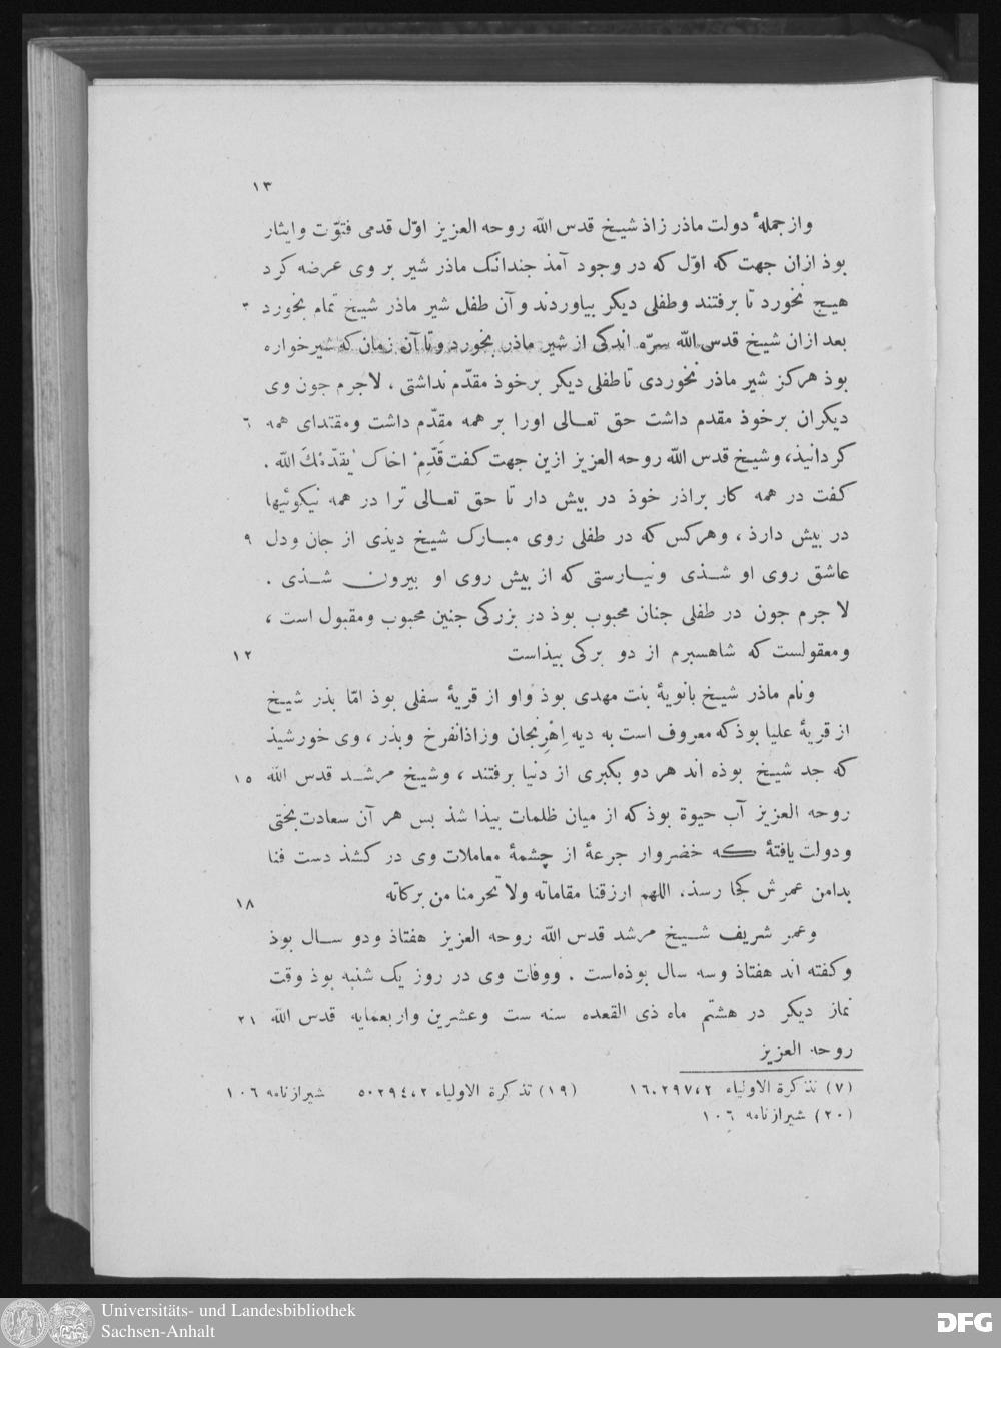 ١٣
واز جملهٔ دولت ماذر زاذ شیخ قدس الله روحه العزیز اوّل قدمی فتوّت وایثار
بوذ ازان جهت که اوّل که در وجود آمذ جندانک ماذر شیر بر وی عرضه کرد
هیج نخورد تا برفتند وطفلی دیکر بیاوردند و آن طفل شیر ماذر شیخ تمام بخورد ٣
بعد ازان شیخ قدس الله سرّه اندکی از شیر ماذر بخورد و تا آن زمان که شیرخواره
بوذ هرکز شیر ماذر نخوردی تا طفلی دیکر برخوذ مقدّم نداشتی ، لاجرم جون وی
دیکران برخوذ مقدم داشت حق تعالی اورا بر همه مقدّم داشت ومقتدای همه ٦
کردانیذ، وشیخ قدس الله روحه العزیز ازین جهت کفت قَدِّمْ اخاک یقدّمْكَ الله .
کفت در همه کار براذر خوذ در بیش دار تا حق تعالی ترا در همه نیکوئیها
در بیش دارذ ، وهرکس که در طفلی روی مبارک شیخ دیذی از جان ودل ٩
عاشق روی او شذی ونیارستی که از بیش روی او بیرون شذی .
لا جرم جون در طفلی جنان محبوب بوذ در بزرکی جنین محبوب ومقبول است ،
ومعقولست که شاهسبرم از دو برکی بیذاست ١٢
ونام ماذر شیخ بانویهٔ بنت مهدی بوذ واو از قریهٔ سفلی بوذ امّا بذر شیخ
از قریهٔ علیا بوذ که معروف است به دیه اِهْرِنجان وزاذانفرخ وبذر ، وی خورشیذ
که جد شیخ بوذه اند هر دو بکبری از دنیا برفتند ، وشیخ مرشد قدس الله ١٥
روحه العزیز آب حیوة بوذ که از میان ظلمات بیذا شذ بس هر آن سعادت‌بختی
ودولت یافتهٔ که خضروار جرعهٔ از چشمهٔ معاملات وی در کشذ دست فنا
بدامن عمرش کجا رسذ. اللهم ارزقنا مقاماته ولا تحرمنا من برکاته ١٨
وعمر شریف شیخ مرشد قدس الله روحه العزیز هفتاذ ودو سال بوذ
وکفته اند هفتاذ وسه سال بوذه‌است . ووفات وی در روز یک شنبه بوذ وقت
نماز دیکر در هشتم ماه ذی القعده سنه ست وعشرین واربعمایه قدس الله ٢١
روحه العزیز
(٧) تذکرة الاولیاء ١٦،٢٩٧،٢ (١٩) تذکرة الاولیاء ٥،٢٩٤،٢ شیرازنامه ١٠٦
(٢٠) شیرازنامه ١٠٦
Universitäts- und Landesbibliothek
Sachsen-Anhalt
DFG